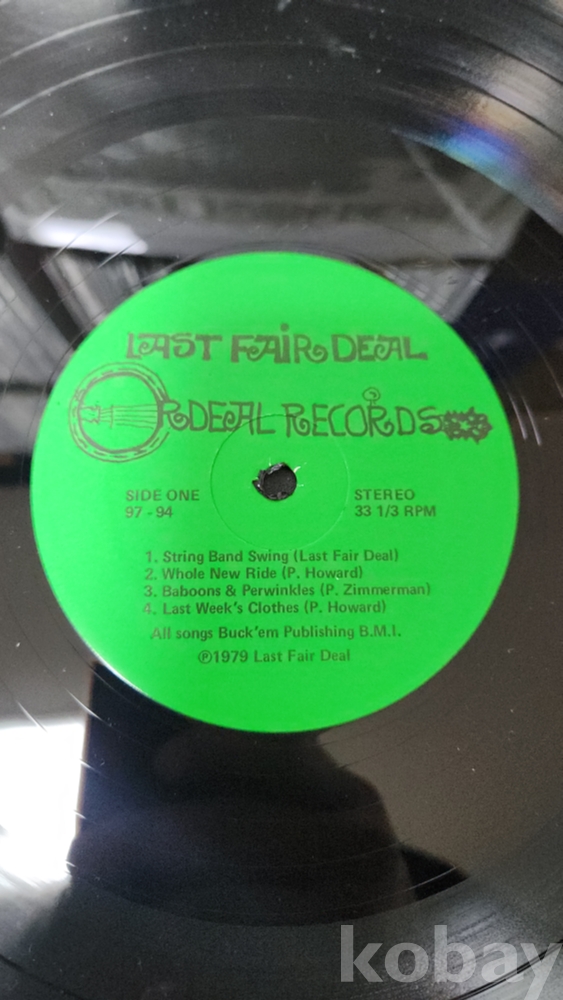 LAST FAIR DEAL
ORDEAL RECORDS
SIDE ONE
97 - 94
STEREO
33 1/3 RPM
1. String Band Swing (Last Fair Deal)
2. Whole New Ride (P. Howard)
3. Baboons & Perwinkles (P. Zimmerman)
4. Last Week's Clothes (P. Howard)
All songs Buck'em Publishing B.M.I.
℗1979 Last Fair Deal
kobay